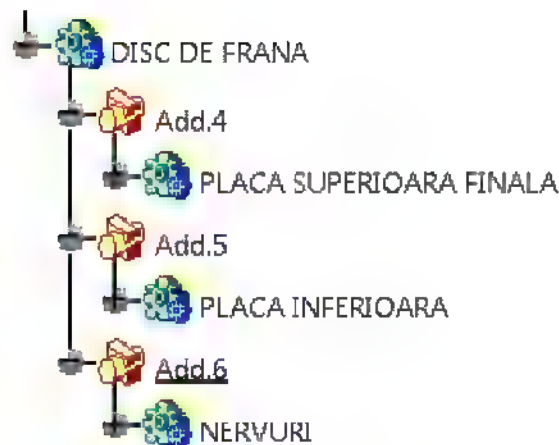 DISC DE FRANA
Add.4
PLACA SUPERIOARA FINALA
Add.5
PLACA INFERIOARA
Add.6
NERVURI